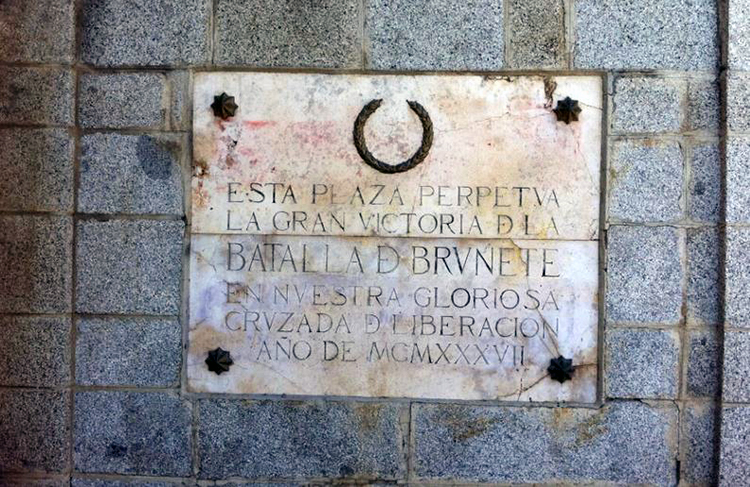 ESTA PLAZA PERPETVA
LA GRAN VICTORIA D LA
BATALLA D BRVNETE
EN NVESTRA GLORIOSA
CRVZADA D LIBERACION
AÑO DE MCMXXXVII